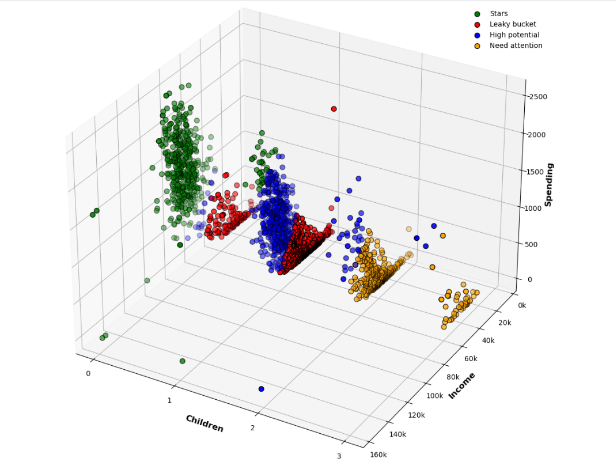 Stars
Leaky bucket
High potential
Need attention
2500
2000
1500
1000
500
0
Spending
0k
20k
40k
60k
80k
100k
120k
140k
160k
Income
0
1
2
3
Children